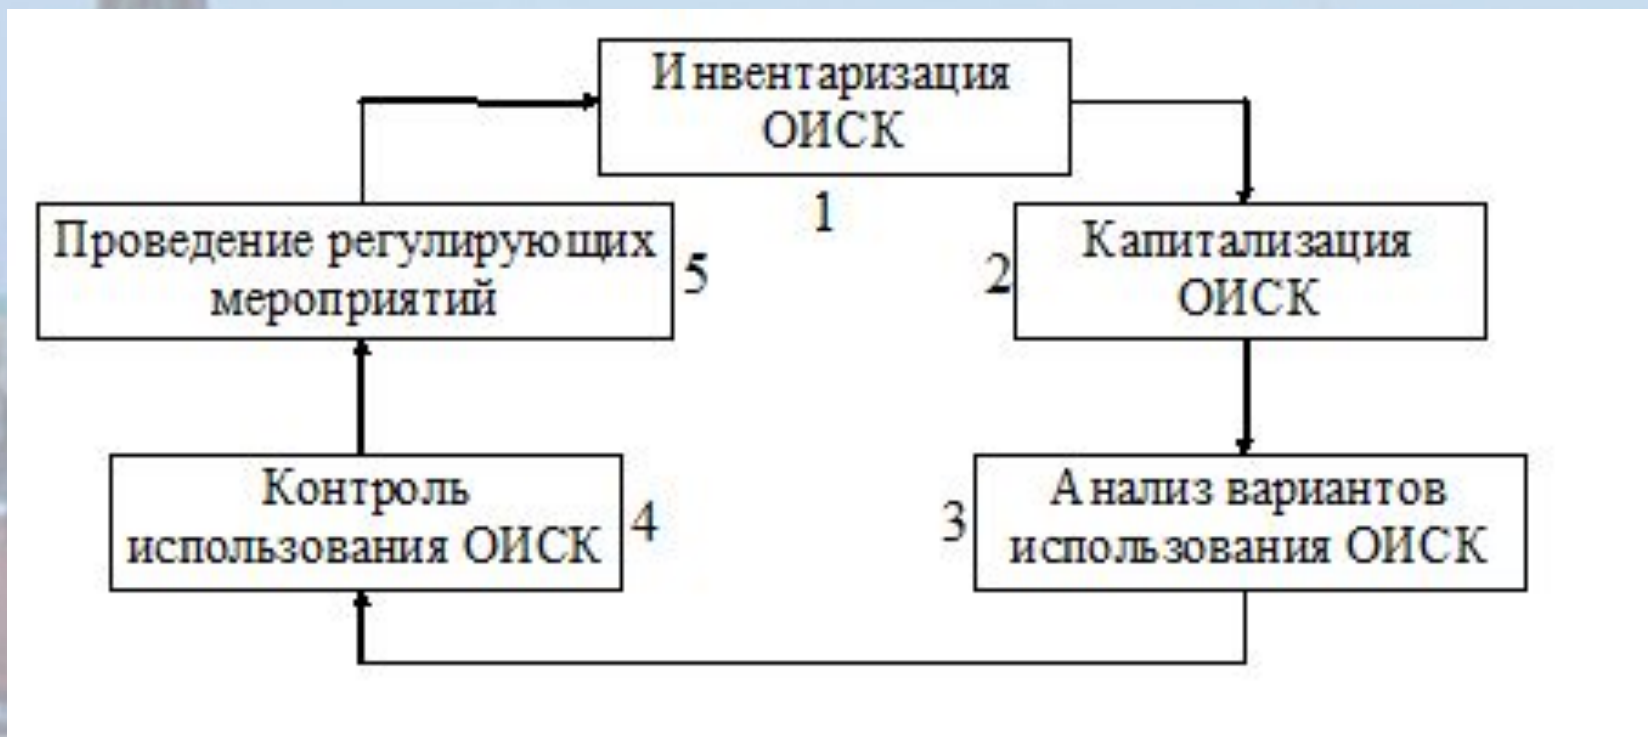 Инвентаризация
ОИСК
1
Проведение регулирующих
мероприятий
5
2
Капитализация
ОИСК
Контроль
использования ОИСК
4
3
Анализ вариантов
использования ОИСК